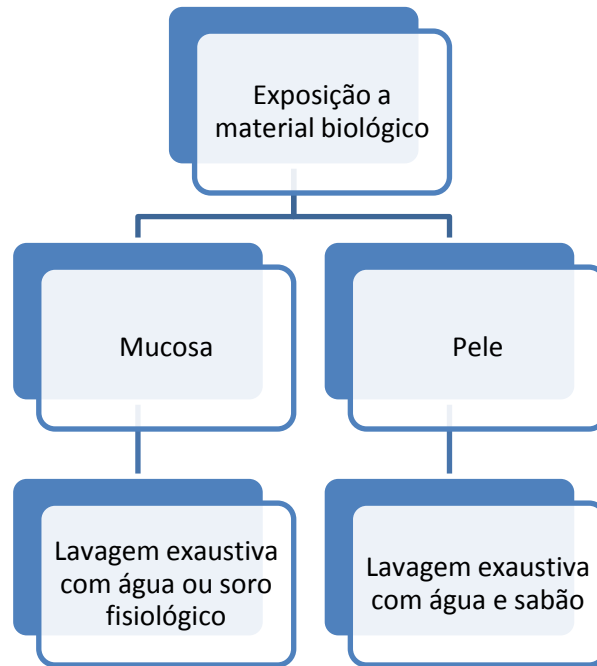 Exposição a
material biológico
Mucosa
Pele
Lavagem exaustiva
com água ou soro
fisiológico
Lavagem exaustiva
com água e sabão